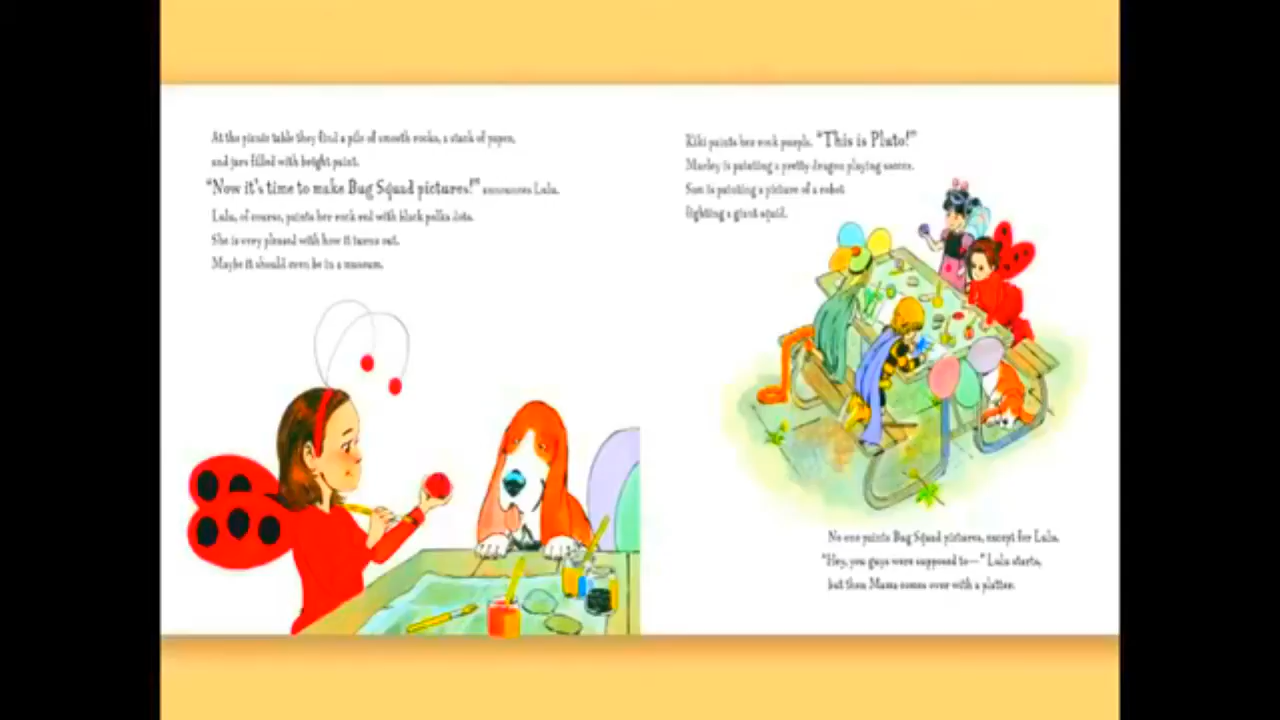 At the picnic table they find a pile of smooth rocks, a stack of papers,
and jars filled with bright paint.
"Now it's time to make Bug Squad pictures!" announces Lulu.
Lulu, of course, paints her rock red with black polka dots.
She is very pleased with how it turns out.
Maybe it should even be in a museum.
Kiki paints her rock purple. "This is Pluto!"
Marley is painting a pretty dragon playing soccer.
Sam is painting a picture of a robot
fighting a giant squid.
No one paints Bug Squad pictures, except for Lulu.
"Hey, you guys were supposed to—" Lulu starts,
but then Mama comes over with a platter.